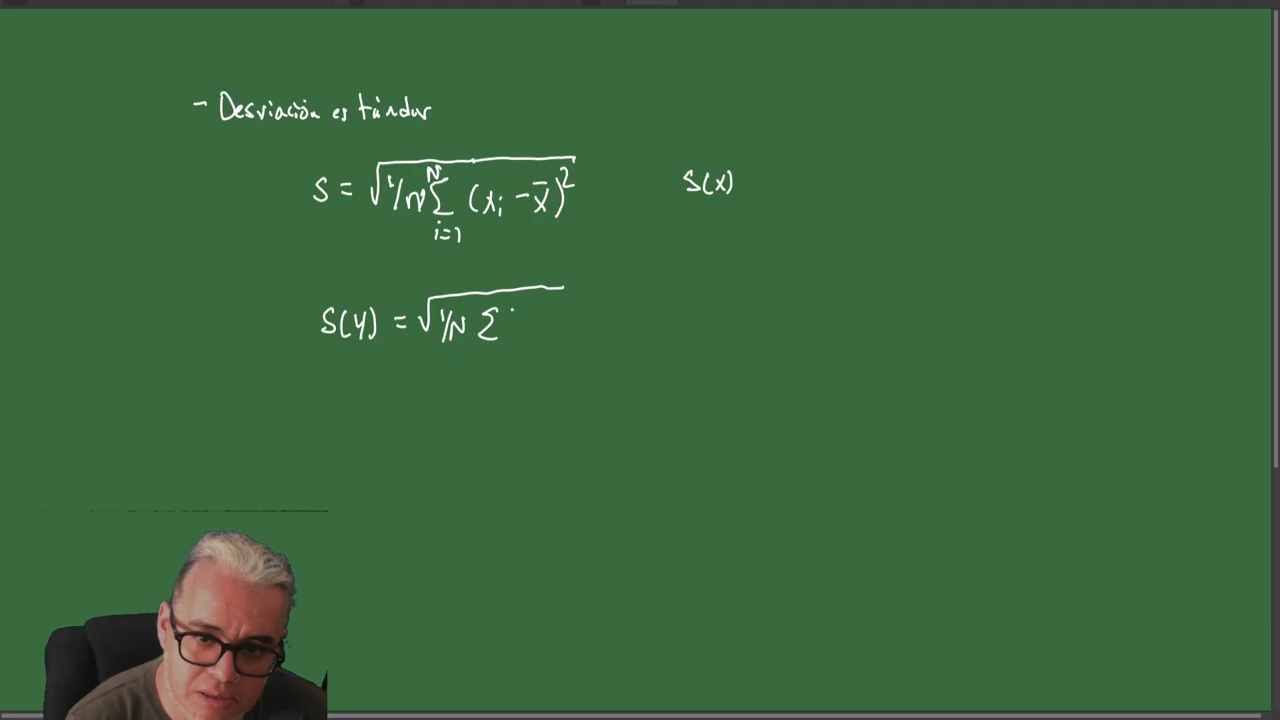 - Desviación estándar
S = √1/N Σ (xi - x̄)² N i=1
S(x)
S(Y) = √1/N Σ